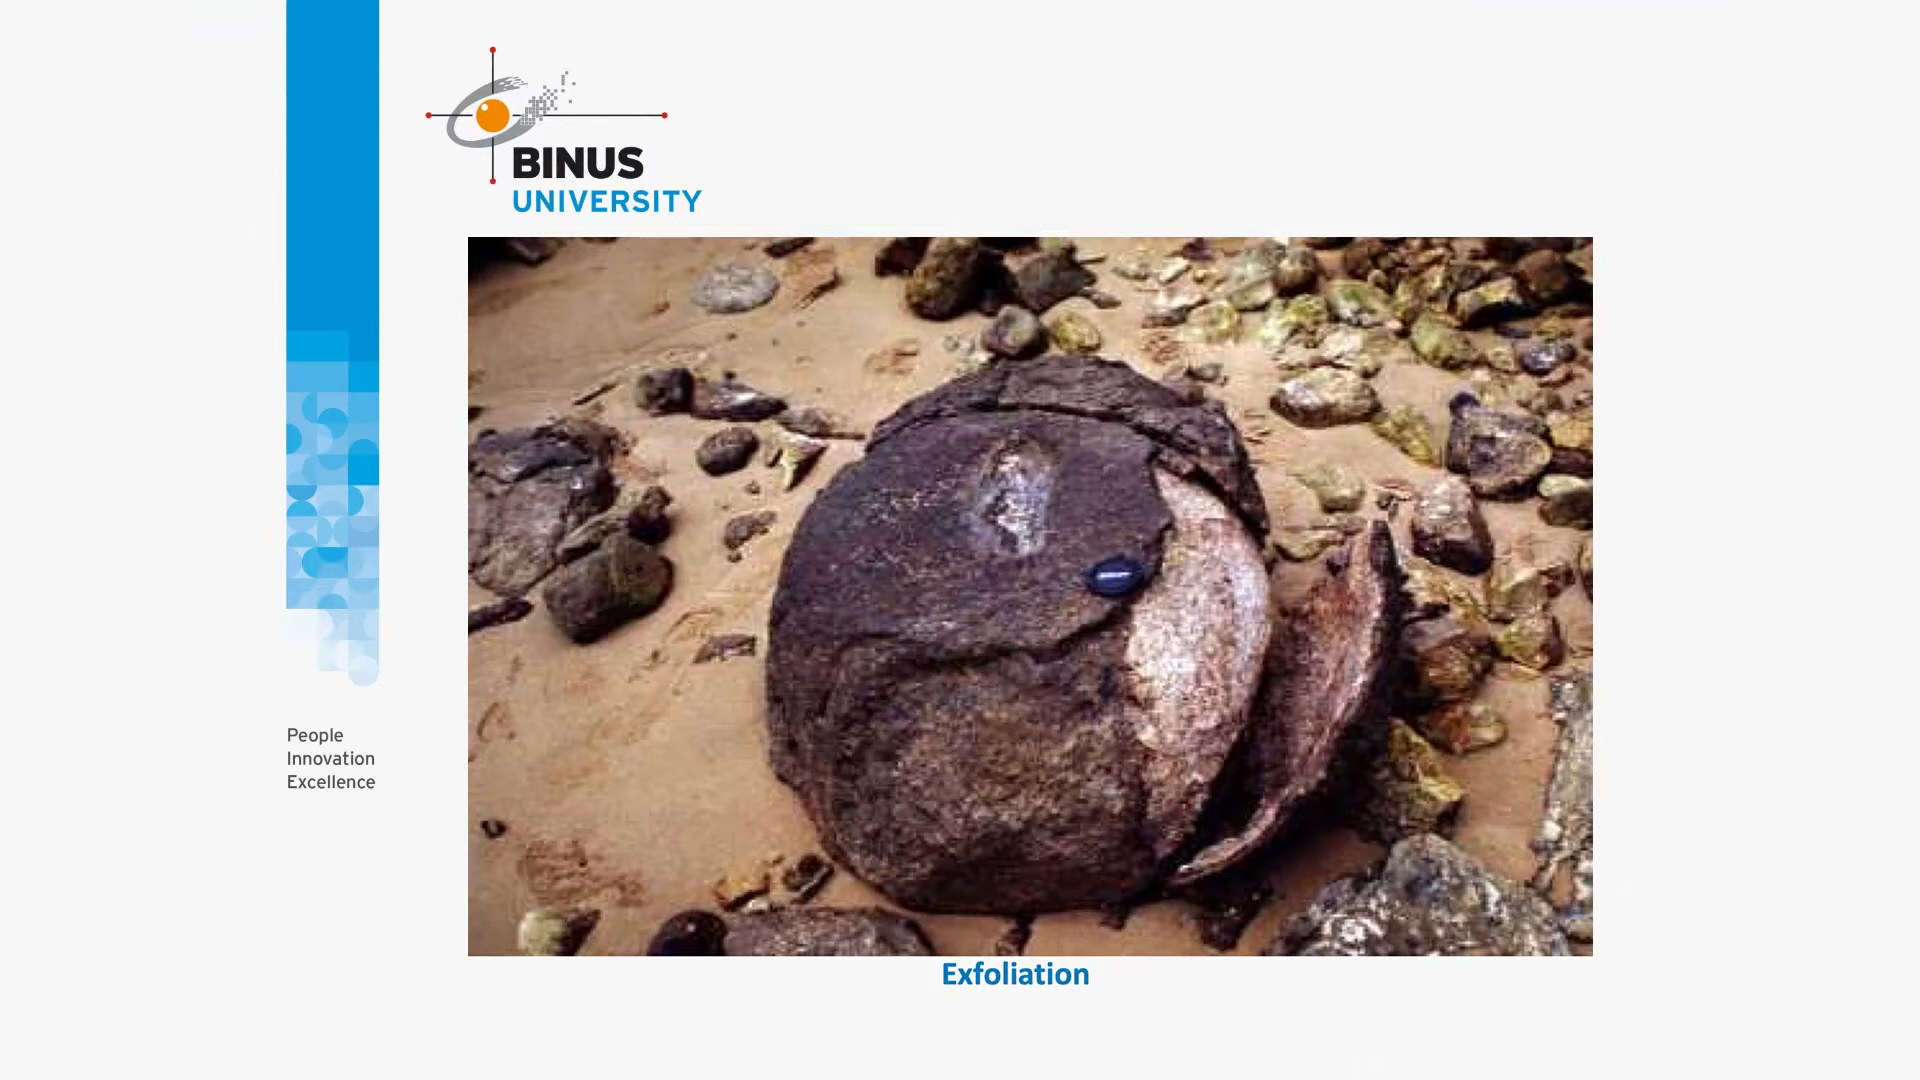 BINUS
UNIVERSITY
People
Innovation
Excellence
Exfoliation